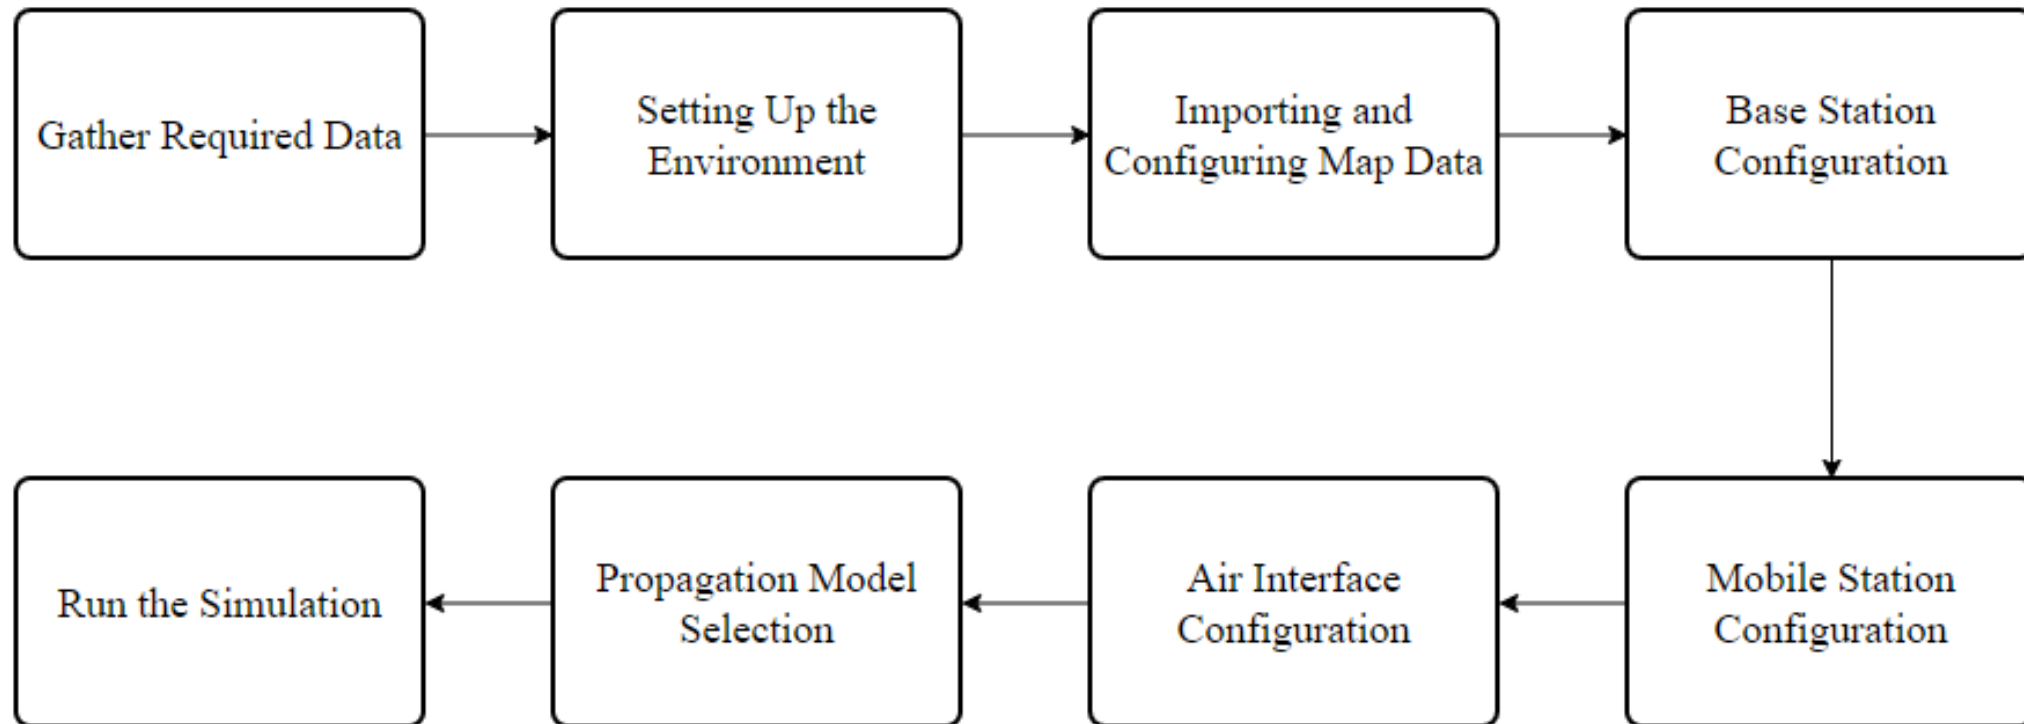 Gather Required Data
Setting Up the
Environment
Importing and
Configuring Map Data
Base Station
Configuration
Mobile Station
Configuration
Air Interface
Configuration
Propagation Model
Selection
Run the Simulation